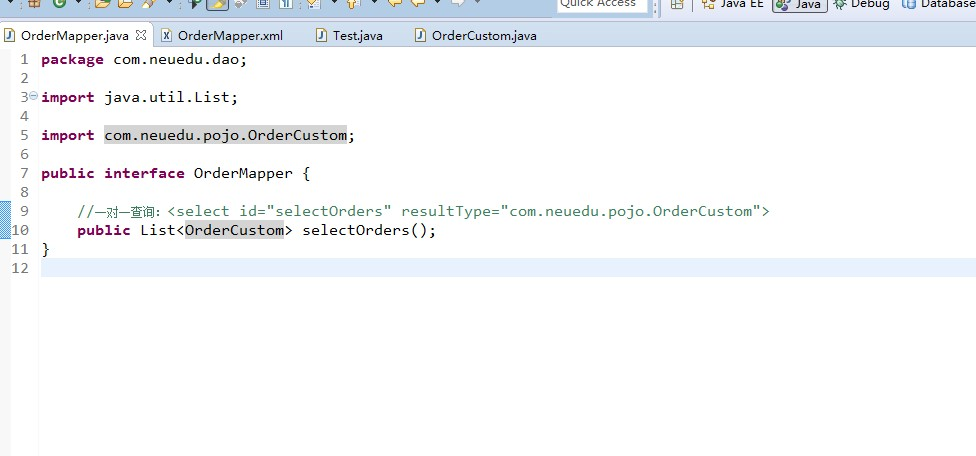 Quick Access
Java EE
Java
Debug
Database
OrderMapper.java
OrderMapper.xml
Test.java
OrderCustom.java
1 package com.neuedu.dao;
2
3 import java.util.List;
4
5 import com.neuedu.pojo.OrderCustom;
6
7 public interface OrderMapper {
8
9 //一对一查询：<select id="selectOrders" resultType="com.neuedu.pojo.OrderCustom">
10 public List<OrderCustom> selectOrders();
11 }
12